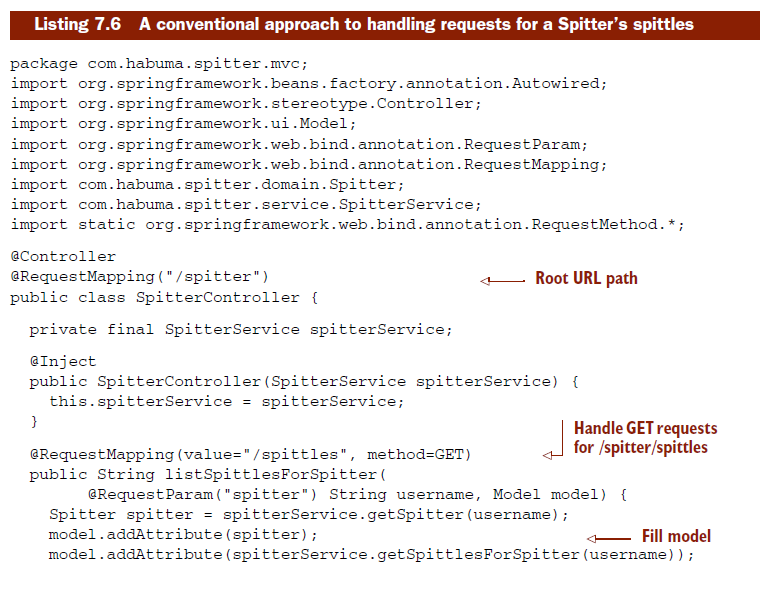 Listing 7.6 A conventional approach to handling requests for a Spitter's spittles
package com.habuma.spitter.mvc;
import org.springframework.beans.factory.annotation.Autowired;
import org.springframework.stereotype.Controller;
import org.springframework.ui.Model;
import org.springframework.web.bind.annotation.RequestParam;
import org.springframework.web.bind.annotation.RequestMapping;
import com.habuma.spitter.domain.Spitter;
import com.habuma.spitter.service.SpitterService;
import static org.springframework.web.bind.annotation.RequestMethod.*;
@Controller
@RequestMapping("/spitter")
Root URL path
public class SpitterController {
private final SpitterService spitterService;
@Inject
public SpitterController(SpitterService spitterService) {
this.spitterService = spitterService;
}
Handle GET requests
for /spitter/spittles
@RequestMapping(value="/spittles", method=GET)
public String listSpittlesForSpitter(
@RequestParam("spitter") String username, Model model) {
Spitter spitter = spitterService.getSpitter(username);
model.addAttribute(spitter);
Fill model
model.addAttribute(spitterService.getSpittlesForSpitter(username));